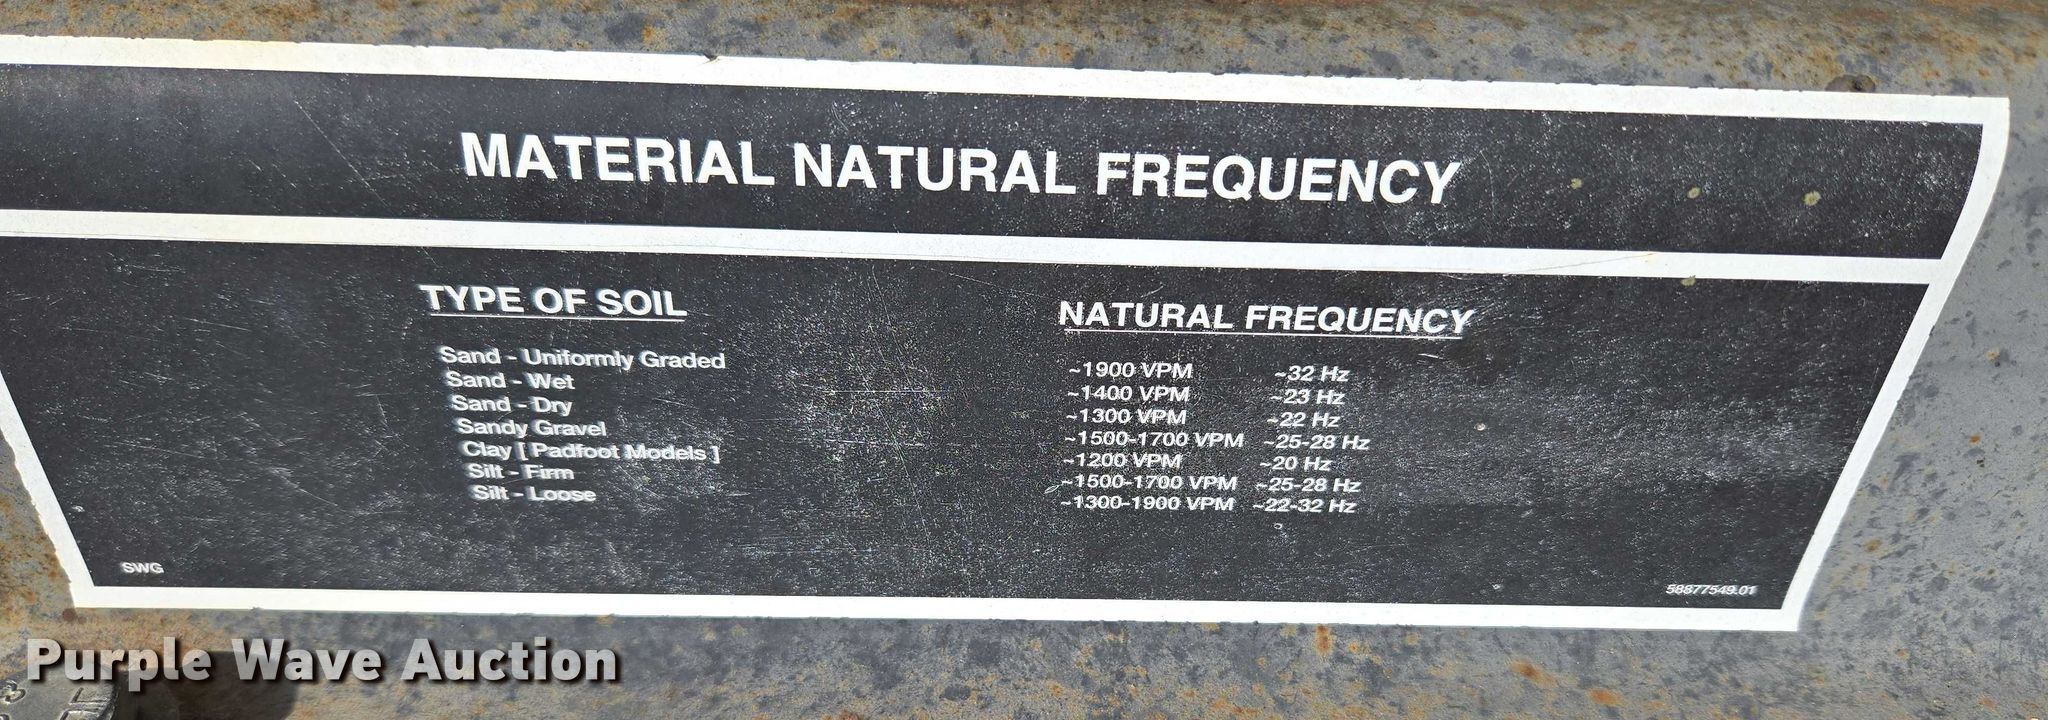 MATERIAL NATURAL FREQUENCY
TYPE OF SOIL NATURAL FREQUENCY
Sand - Uniformly Graded ~1900 VPM ~32 Hz
Sand - Wet ~1400 VPM ~23 Hz
Sand - Dry ~1300 VPM ~22 Hz
Sandy Gravel ~1500-1700 VPM ~25-28 Hz
Clay [ Padfoot Models ] ~1200 VPM ~20 Hz
Silt - Firm ~1500-1700 VPM ~25-28 Hz
Silt - Loose ~1300-1900 VPM ~22-32 Hz
SWG 58877549.01
Purple Wave Auction